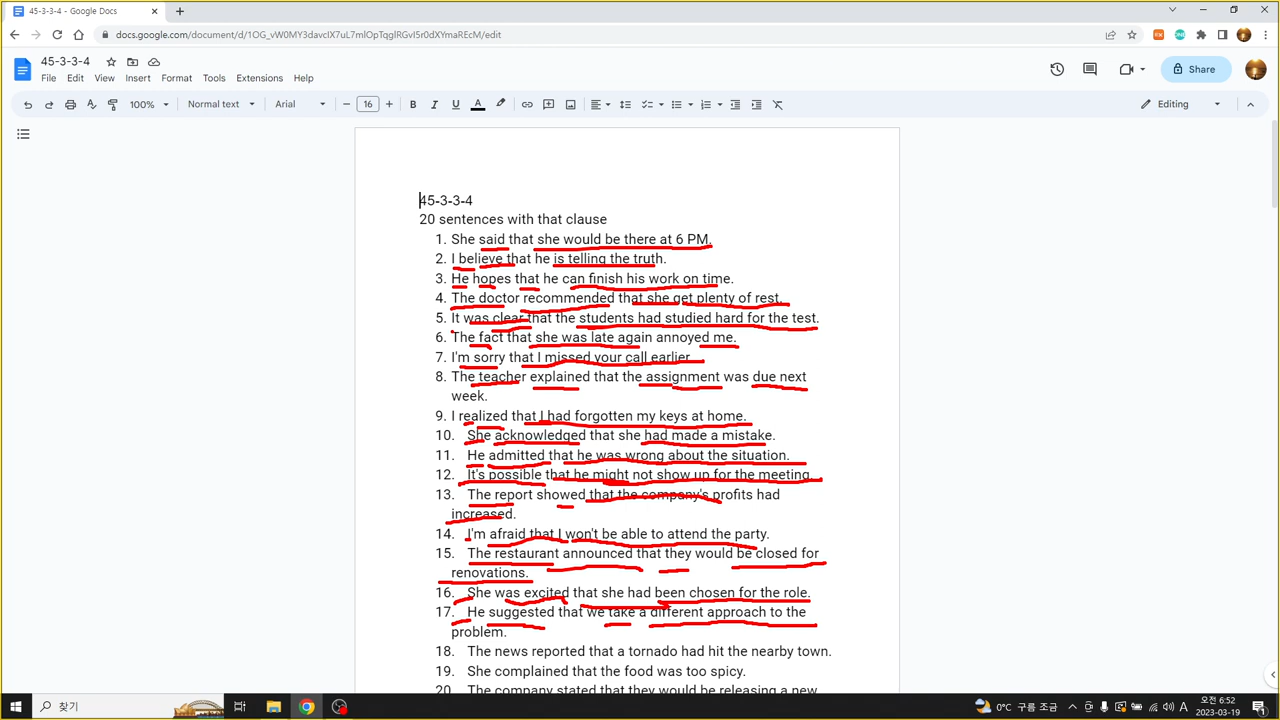 45-3-3-4 - Google Docs
docs.google.com/document/d/1OG_vW0MY3davcIX7uL7mlOpTqglRGvI5r0dXYmaREcM/edit
45-3-3-4
File Edit View Insert Format Tools Extensions Help
Share
100% Normal text Arial 16 Editing
45-3-3-4
20 sentences with that clause
1. She said that she would be there at 6 PM.
2. I believe that he is telling the truth.
3. He hopes that he can finish his work on time.
4. The doctor recommended that she get plenty of rest.
5. It was clear that the students had studied hard for the test.
6. The fact that she was late again annoyed me.
7. I'm sorry that I missed your call earlier.
8. The teacher explained that the assignment was due next
week.
9. I realized that I had forgotten my keys at home.
10. She acknowledged that she had made a mistake.
11. He admitted that he was wrong about the situation.
12. It's possible that he might not show up for the meeting.
13. The report showed that the company's profits had
increased.
14. I'm afraid that I won't be able to attend the party.
15. The restaurant announced that they would be closed for
renovations.
16. She was excited that she had been chosen for the role.
17. He suggested that we take a different approach to the
problem.
18. The news reported that a tornado had hit the nearby town.
19. She complained that the food was too spicy.
20. The company stated that they would be releasing a new
찾기
0°C 구름 조금
A
오전 6:52
2023-03-19